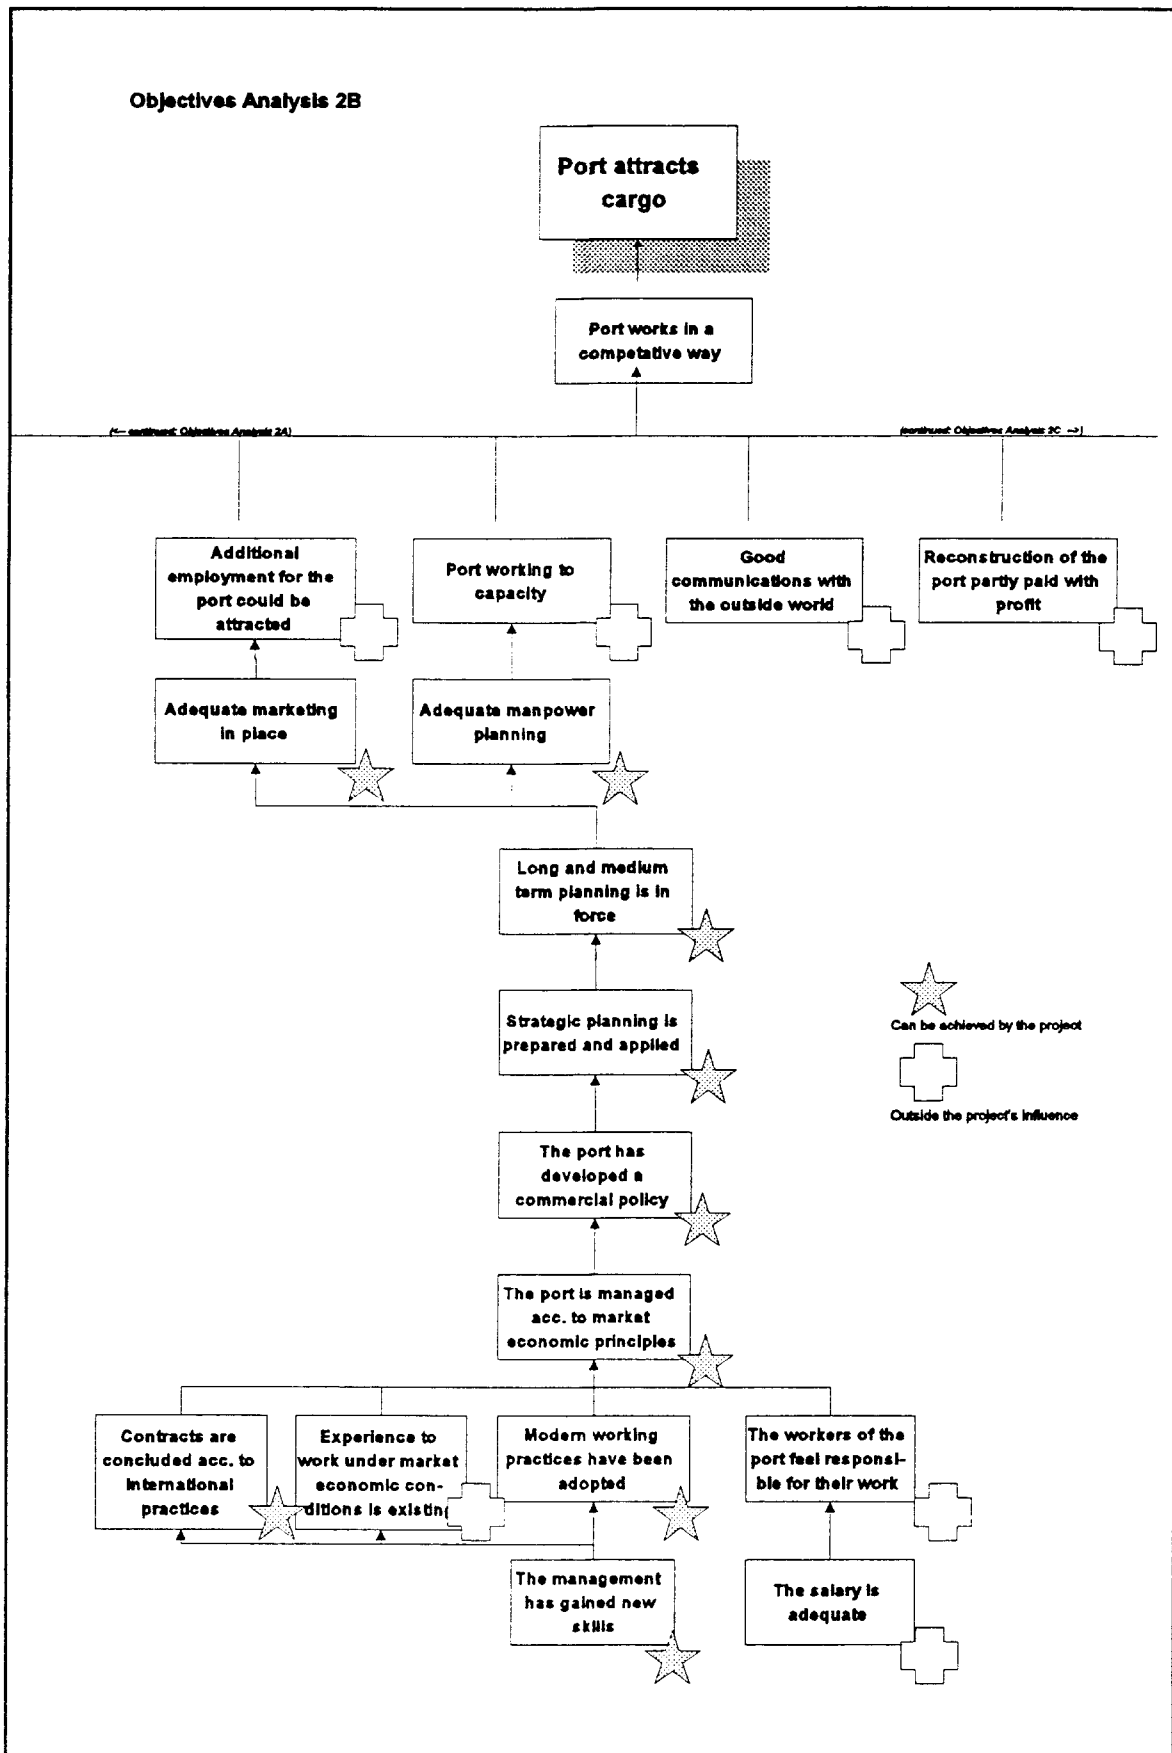 Objectives Analysis 2B
Port attracts
cargo
Port works in a
competative way
(<-- continued: Objectives Analysis 2A)
(continued: Objectives Analysis 2C -->)
Additional
employment for the
port could be
attracted
Port working to
capacity
Good
communications with
the outside world
Reconstruction of the
port partly paid with
profit
Adequate marketing
in place
Adequate manpower
planning
Long and medium
term planning is in
force
Strategic planning is
prepared and applied
Can be achieved by the project
Outside the project's influence
The port has
developed a
commercial policy
The port is managed
acc. to market
economic principles
Contracts are
concluded acc. to
international
practices
Experience to
work under market
economic con-
ditions is existing
Modern working
practices have been
adopted
The workers of the
port feel responsi-
ble for their work
The management
has gained new
skills
The salary is
adequate